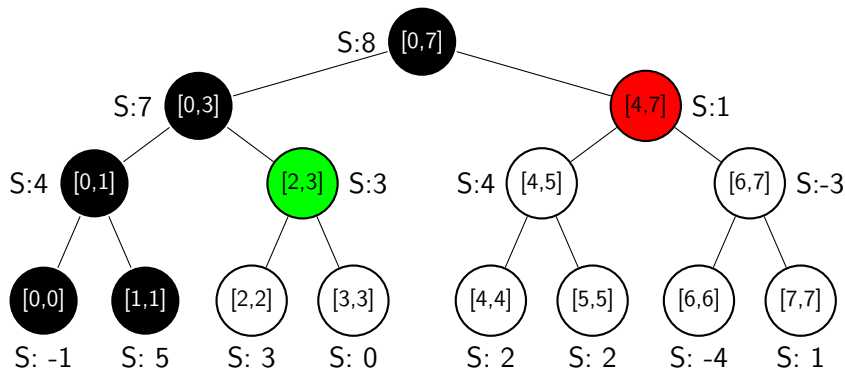 S:8 [0,7]
S:7 [0,3] [4,7] S:1
S:4 [0,1] [2,3] S:3 S:4 [4,5] [6,7] S:-3
[0,0] [1,1] [2,2] [3,3] [4,4] [5,5] [6,6] [7,7]
S: -1 S: 5 S: 3 S: 0 S: 2 S: 2 S: -4 S: 1